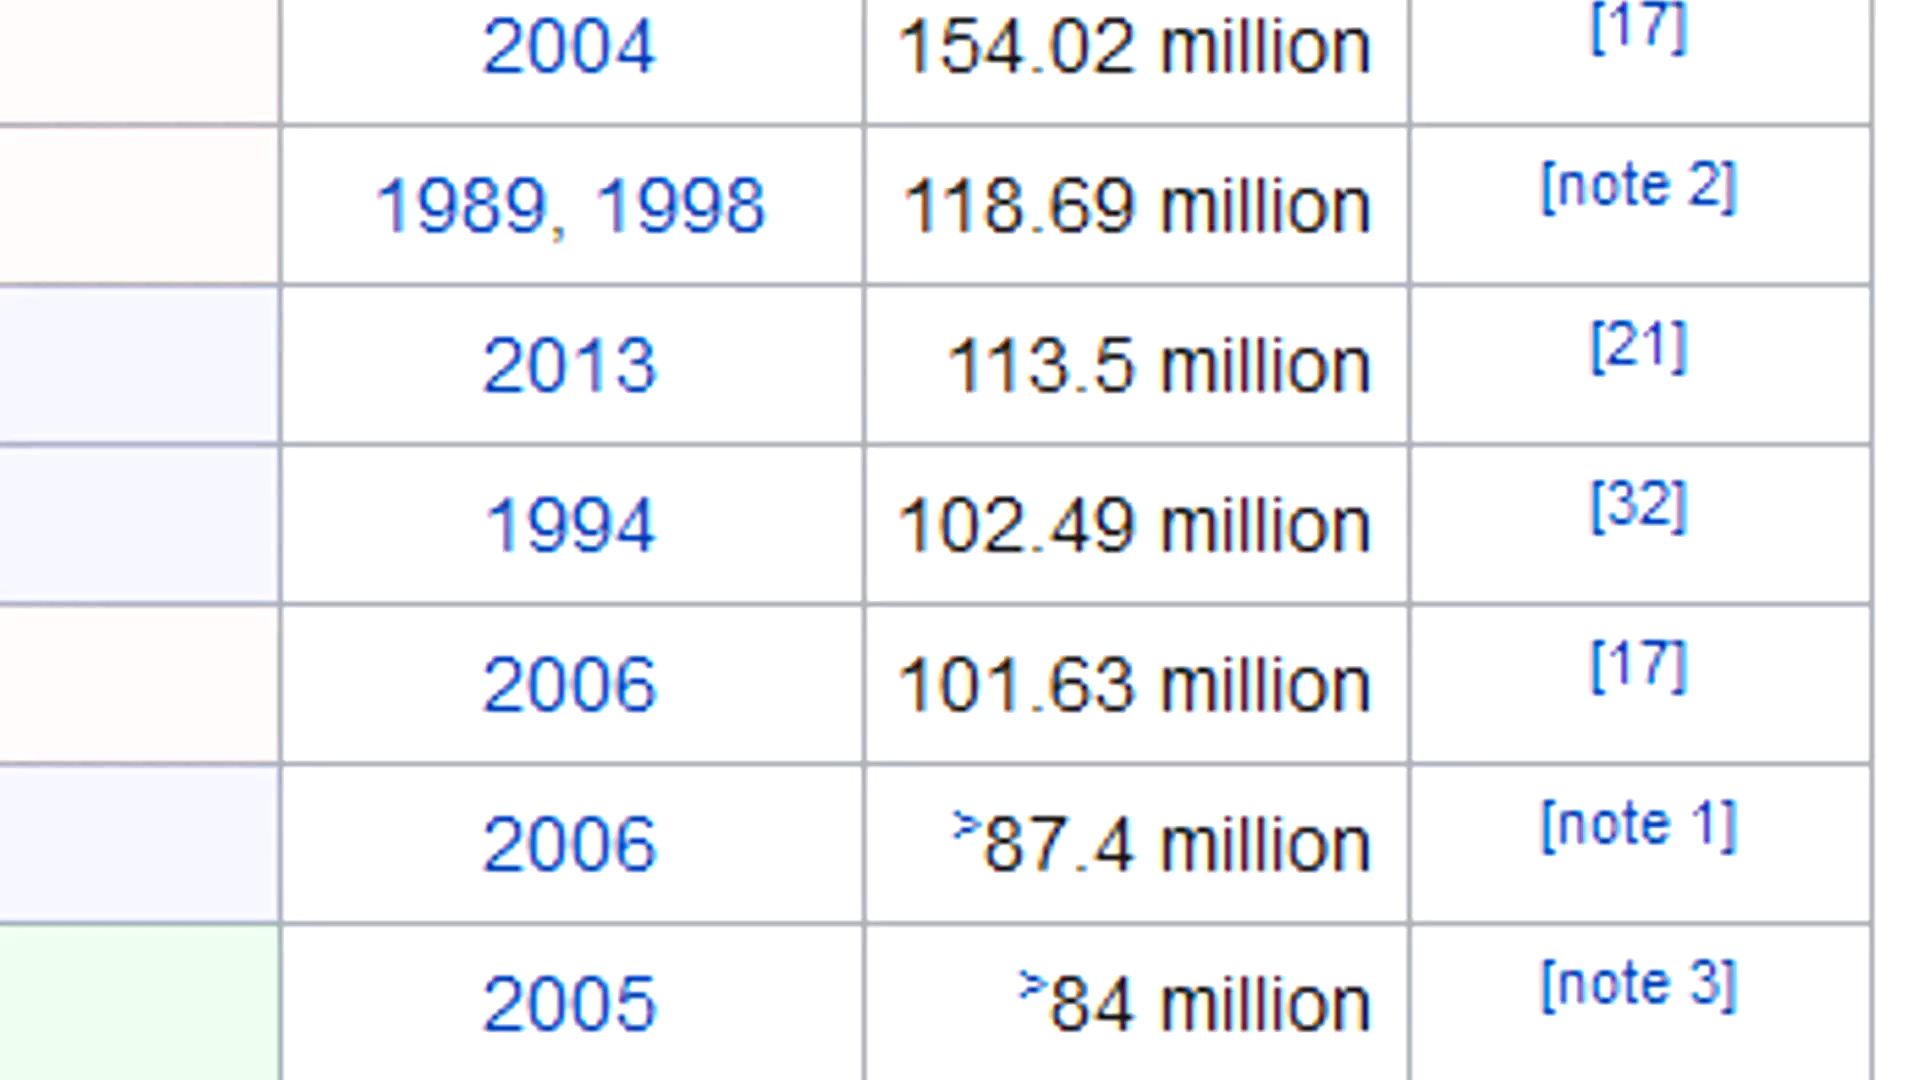 2004 154.02 million [17]
1989, 1998 118.69 million [note 2]
2013 113.5 million [21]
1994 102.49 million [32]
2006 101.63 million [17]
2006 >87.4 million [note 1]
2005 >84 million [note 3]